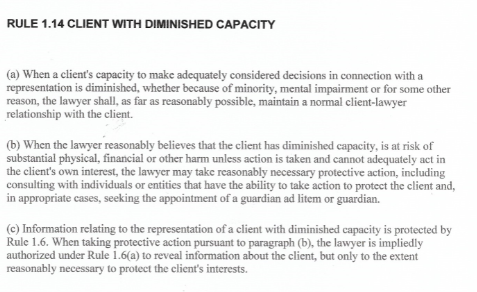 RULE 1.14 CLIENT WITH DIMINISHED CAPACITY
(a) When a client's capacity to make adequately considered decisions in connection with a
representation is diminished, whether because of minority, mental impairment or for some other
reason, the lawyer shall, as far as reasonably possible, maintain a normal client-lawyer
relationship with the client.
(b) When the lawyer reasonably believes that the client has diminished capacity, is at risk of
substantial physical, financial or other harm unless action is taken and cannot adequately act in
the client's own interest, the lawyer may take reasonably necessary protective action, including
consulting with individuals or entities that have the ability to take action to protect the client and,
in appropriate cases, seeking the appointment of a guardian ad litem or guardian.
(c) Information relating to the representation of a client with diminished capacity is protected by
Rule 1.6. When taking protective action pursuant to paragraph (b), the lawyer is impliedly
authorized under Rule 1.6(a) to reveal information about the client, but only to the extent
reasonably necessary to protect the client's interests.